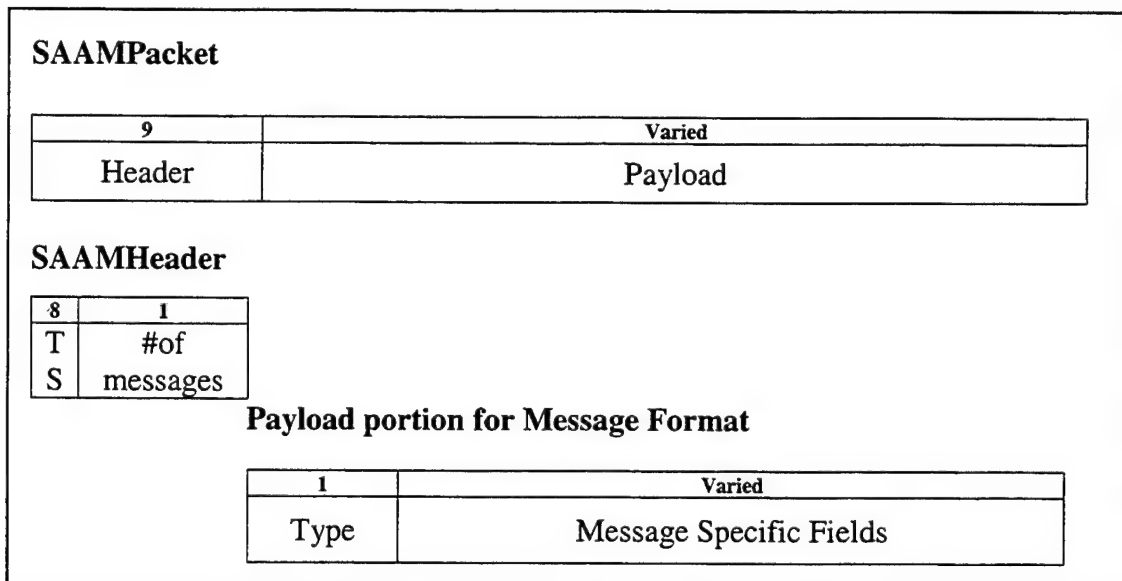 SAAMPacket
9 Varied
Header Payload
SAAMHeader
8 1
T #of
S messages
Payload portion for Message Format
1 Varied
Type Message Specific Fields